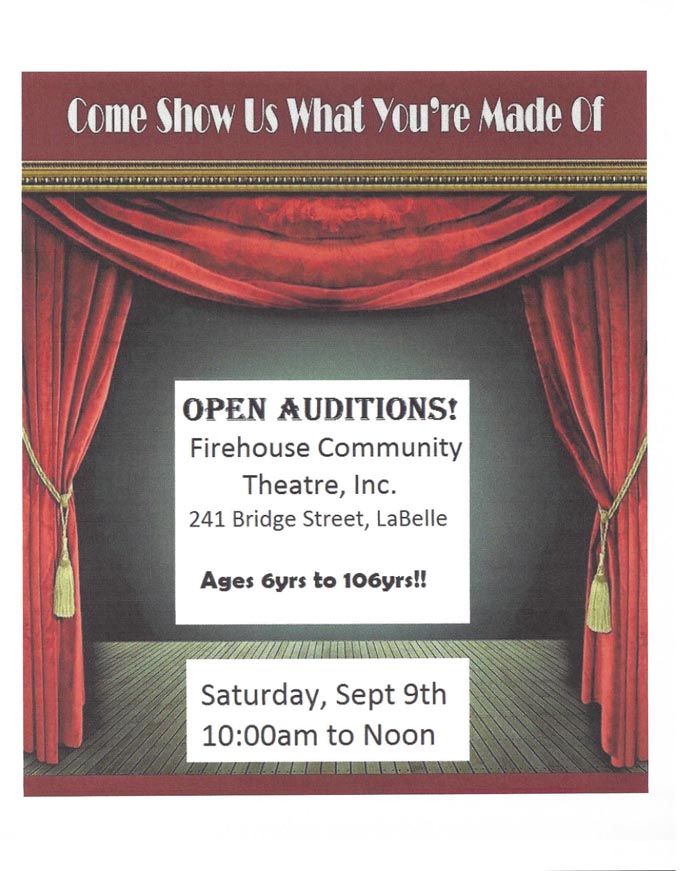 Come Show Us What You're Made Of
OPEN AUDITIONS!
Firehouse Community
Theatre, Inc.
241 Bridge Street, LaBelle
Ages 6yrs to 106yrs!!
Saturday, Sept 9th
10:00am to Noon